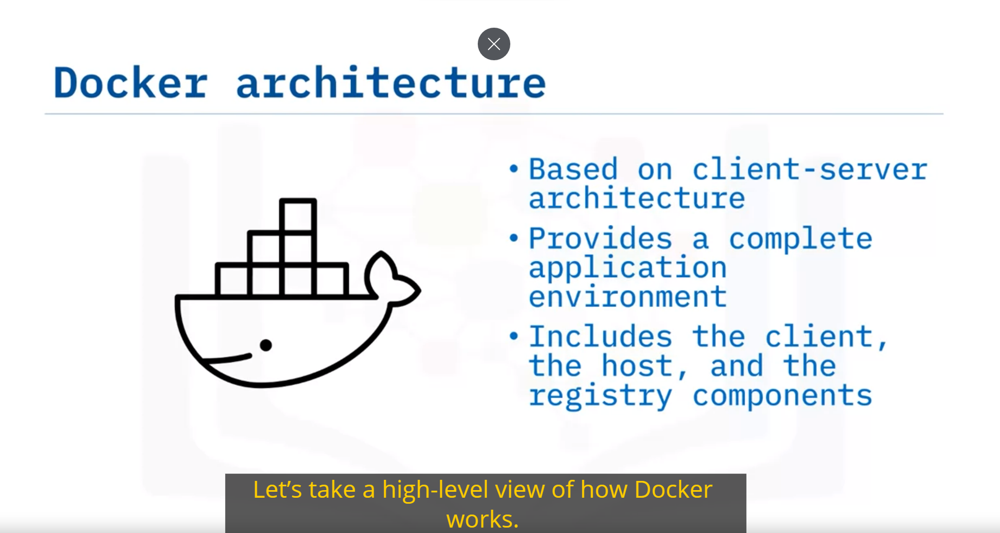 Docker architecture
• Based on client-server
architecture
• Provides a complete
application
environment
• Includes the client,
the host, and the
registry components
Let’s take a high-level view of how Docker
works.